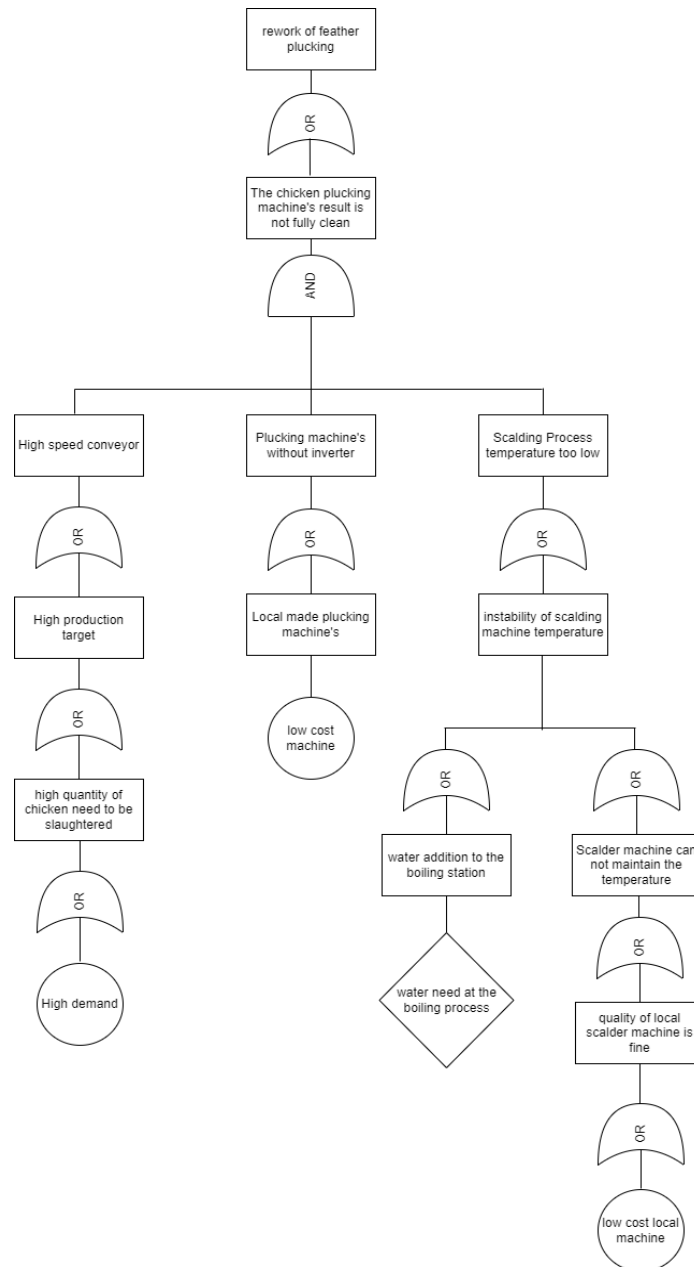 rework of feather
plucking
OR
The chicken plucking
machine's result is
not fully clean
AND
High speed conveyor
Plucking machine's
without inverter
Scalding Process
temperature too low
OR
OR
OR
High production
target
Local made plucking
machine's
instability of scalding
machine temperature
OR
low cost
machine
OR
OR
high quantity of
chicken need to be
slaughtered
water addition to the
boiling station
Scalder machine can
not maintain the
temperature
OR
OR
High demand
water need at the
boiling process
quality of local
scalder machine is
fine
OR
low cost local
machine